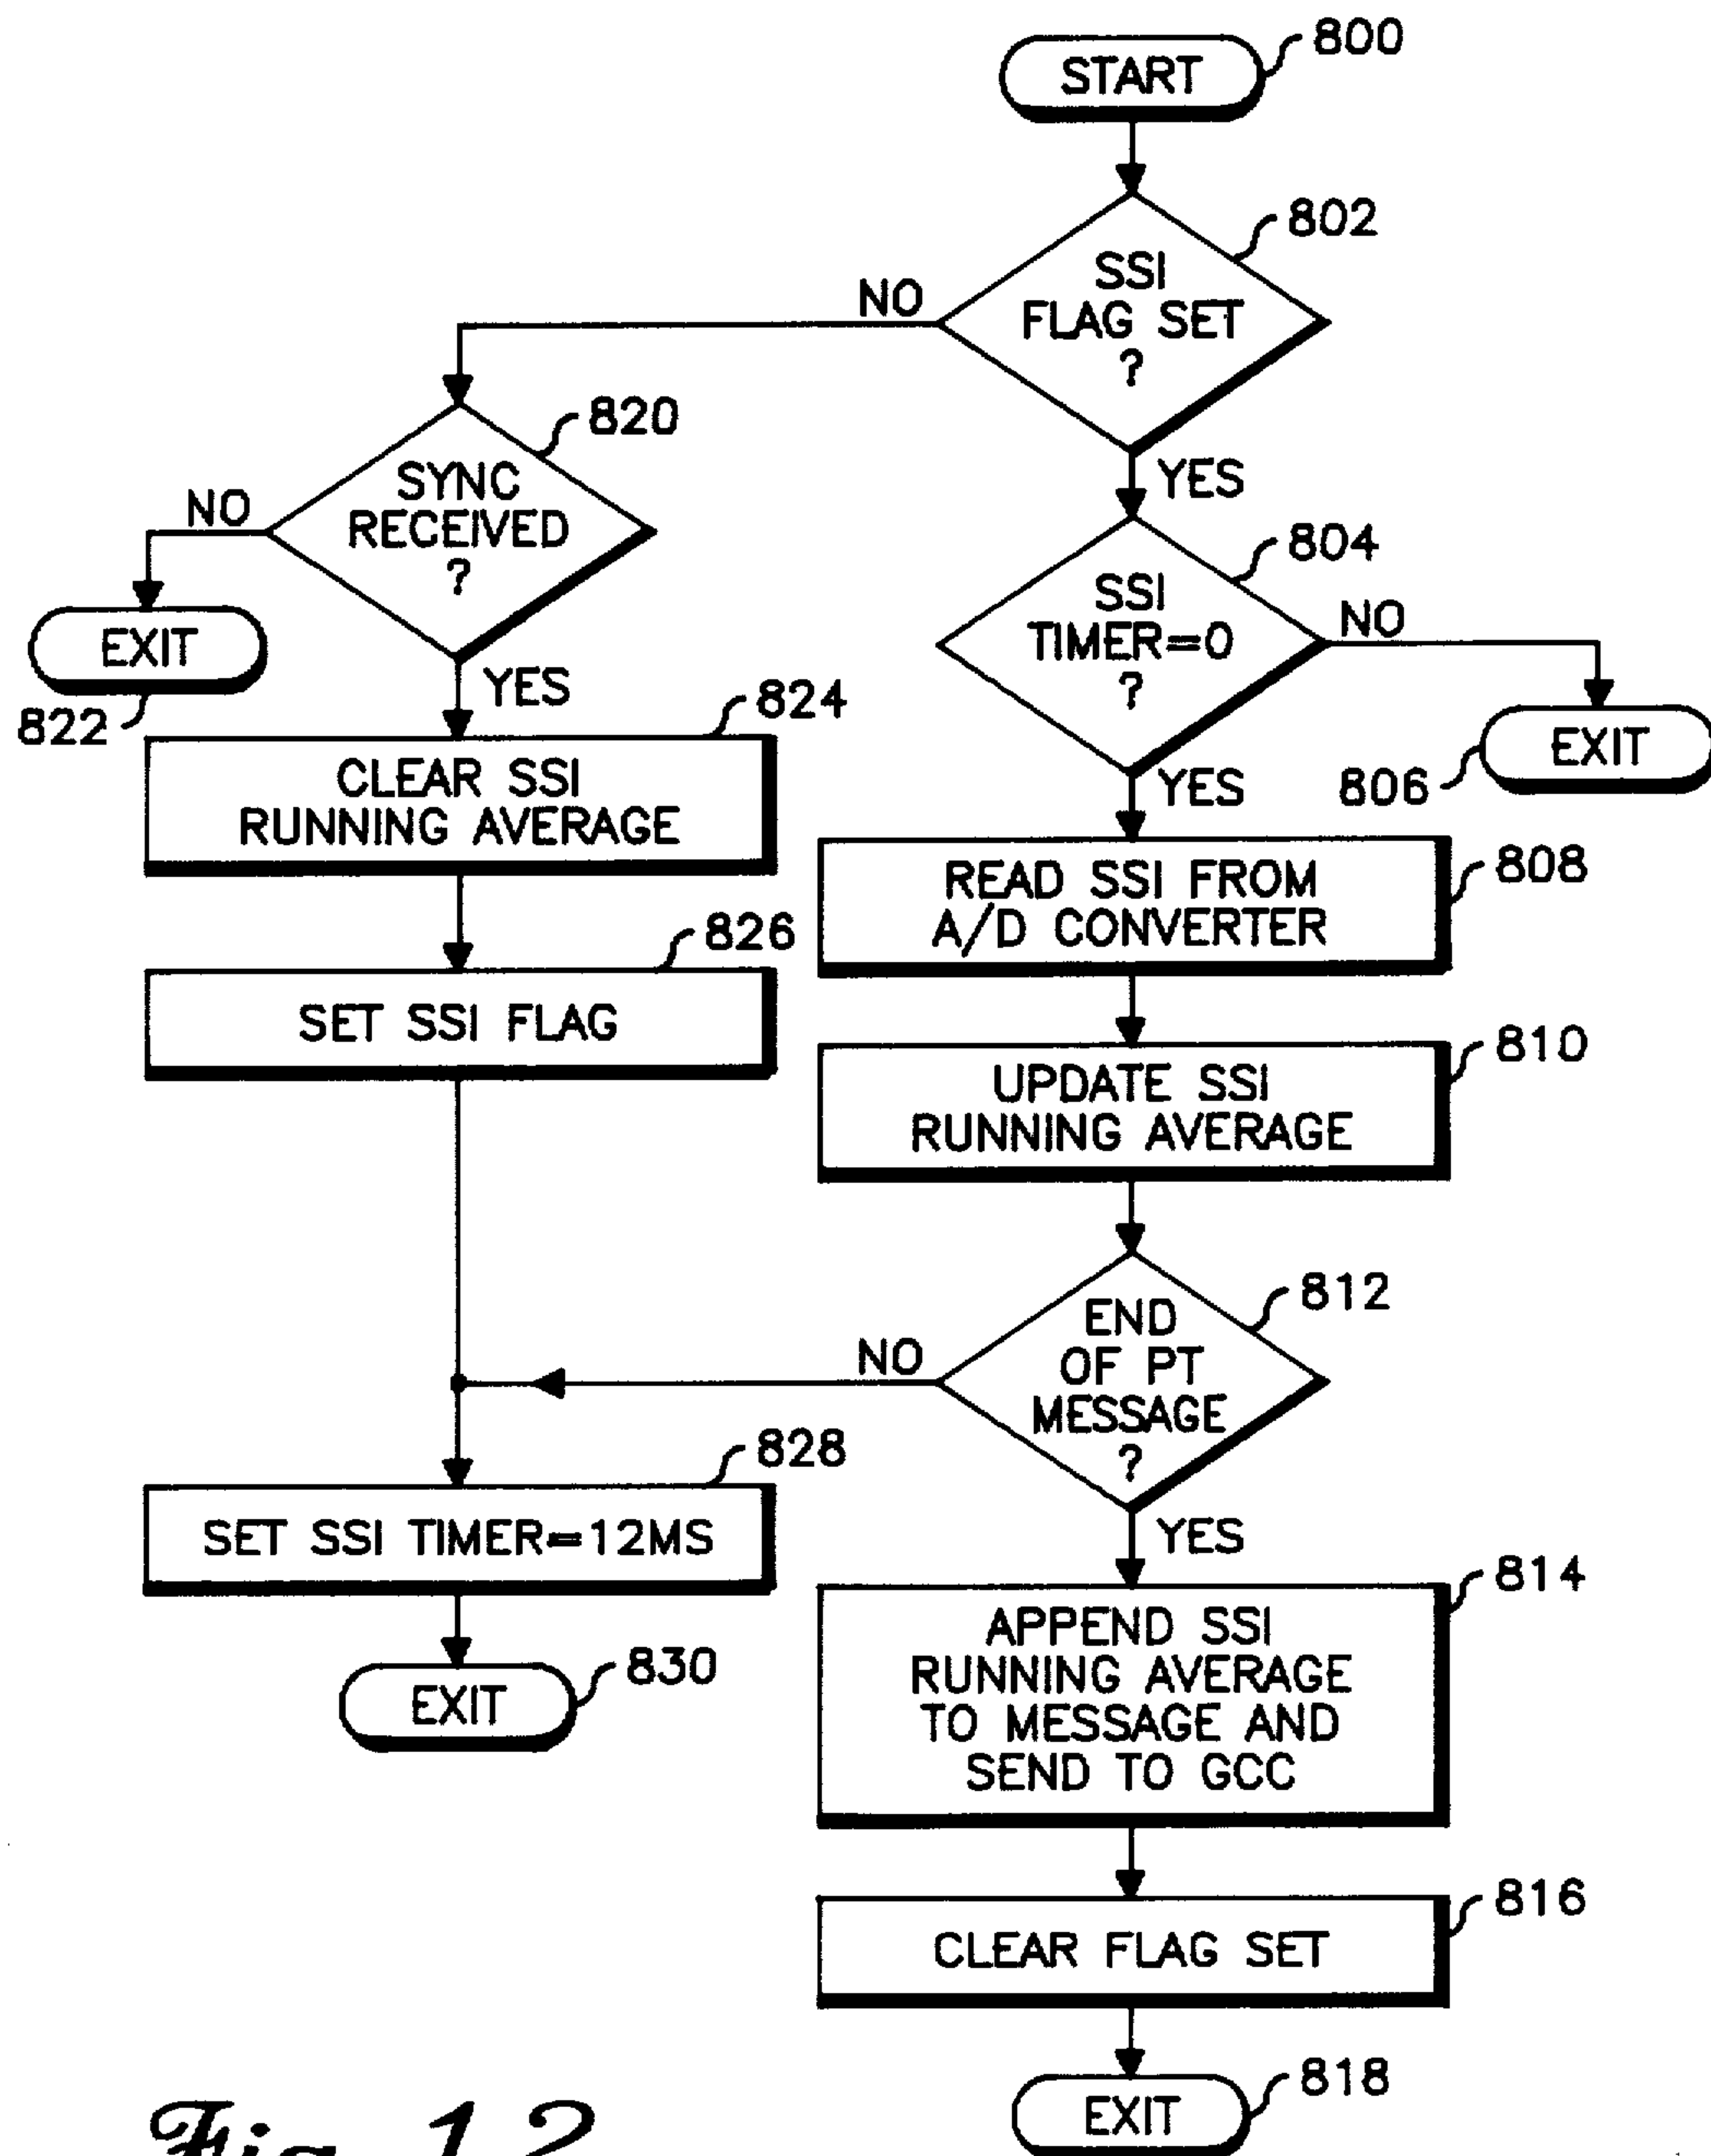 START
800
SSI
FLAG SET
?
802
NO
YES
SYNC
RECEIVED
?
820
NO
YES
EXIT
822
SSI
TIMER=0
?
804
NO
YES
EXIT
806
CLEAR SSI
RUNNING AVERAGE
824
READ SSI FROM
A/D CONVERTER
808
SET SSI FLAG
826
UPDATE SSI
RUNNING AVERAGE
810
END
OF PT
MESSAGE
?
812
NO
YES
SET SSI TIMER=12MS
828
EXIT
830
APPEND SSI
RUNNING AVERAGE
TO MESSAGE AND
SEND TO GCC
814
CLEAR FLAG SET
816
EXIT
818
Fig. 12